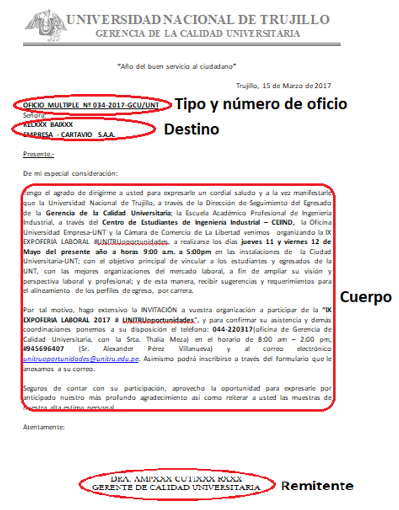 UNIVERSIDAD NACIONAL DE TRUJILLO
GERENCIA DE LA CALIDAD UNIVERSITARIA
"Año del buen servicio al ciudadano"
Trujillo, 15 de Marzo de 2017
OFICIO MULTIPLE Nº 034-2017-GCU/UNT
Tipo y número de oficio
Señora:
KELXXX BAIXXX
Destino
EMPRESA - CARTAVIO S.A.A.
Presente.-
De mi especial consideración:
Tengo el agrado de dirigirme a usted para expresarle un cordial saludo y a la vez manifestarle
que la Universidad Nacional de Trujillo, a través de la Dirección de Seguimiento del Egresado
de la Gerencia de la Calidad Universitaria; la Escuela Académico Profesional de Ingeniería
Industrial, a través del Centro de Estudiantes de Ingeniería Industrial – CEIIND, la Oficina
Universidad Empresa-UNT y la Cámara de Comercio de La Libertad venimos organizando la IX
EXPOFERIA LABORAL #UNITRUoportunidades, a realizarse los días jueves 11 y viernes 12 de
Mayo del presente año a horas 9:00 a.m. a 5:00pm en las instalaciones de la Ciudad
Universitaria-UNT; con el objetivo principal de vincular a los estudiantes y egresados de la
UNT, con las mejores organizaciones del mercado laboral, a fin de ampliar su visión y
perspectiva laboral y profesional; y de esta manera, recibir sugerencias y requerimientos para
el alineamiento de los perfiles de egreso, por carrera.
Cuerpo
Por tal motivo, hago extensivo la INVITACIÓN a vuestra organización a participar de la "IX
EXPOFERIA LABORAL 2017 # UNITRUoportunidades", y para confirmar su asistencia y demás
coordinaciones ponemos a su disposición el teléfono: 044-220317(oficina de Gerencia de
Calidad Universitaria, con la Srta. Thalía Meza) en el horario de 8:00 am – 2:00 pm,
#945696407 (Sr. Alexander Pérez Villanueva) y al correo electrónico
unitruoportunidades@unitru.edu.pe. Asimismo podrá inscribirse a través del formulario que le
anexamos a su correo.
Seguros de contar con su participación, aprovecho la oportunidad para expresarle por
anticipado nuestro más profundo agradecimiento así como reiterar a usted las muestras de
nuestra alta estima personal.
Atentamente:
DRA. AMPXXX CUTIXXX RXXX
GERENTE DE CALIDAD UNIVERSITARIA
Remitente